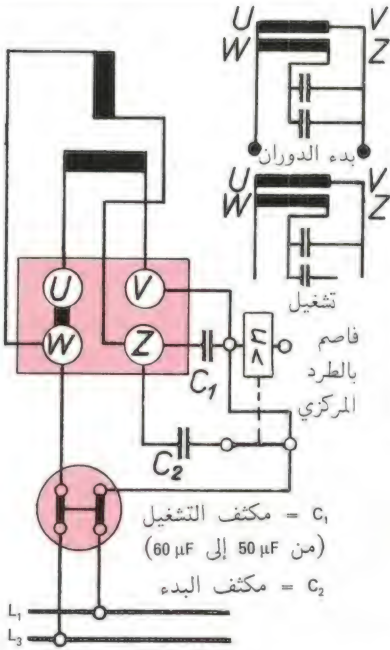 U V
W Z
بدء الدوران
U V
W Z
تشغيل
U V
W Z
C₁
n >
فاصم
بالطرد
المركزي
C₂
C₁ = مكثف التشغيل
(من 50 μF إلى 60 μF)
C₂ = مكثف البدء
L₁
L₃